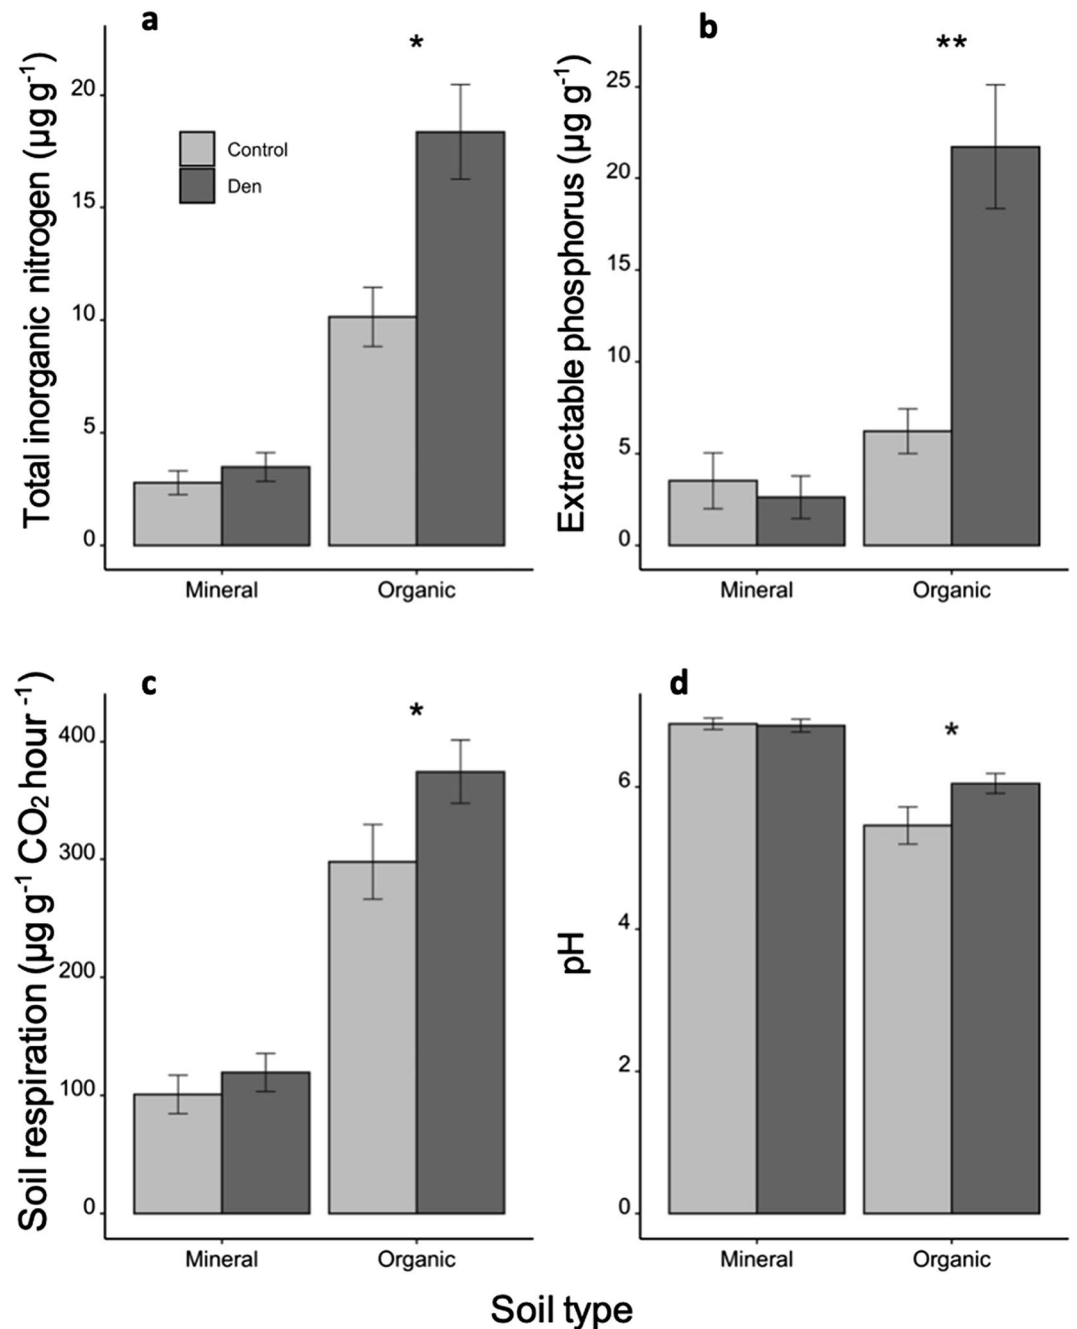 a
*
Total inorganic nitrogen (µg g⁻¹)
20
15
10
5
0
Control
Den
Mineral
Organic
b
**
Extractable phosphorus (µg g⁻¹)
25
20
15
10
5
0
Mineral
Organic
c
*
Soil respiration (µg g⁻¹ CO₂ hour⁻¹)
400
300
200
100
0
Mineral
Organic
d
*
pH
6
4
2
0
Mineral
Organic
Soil type